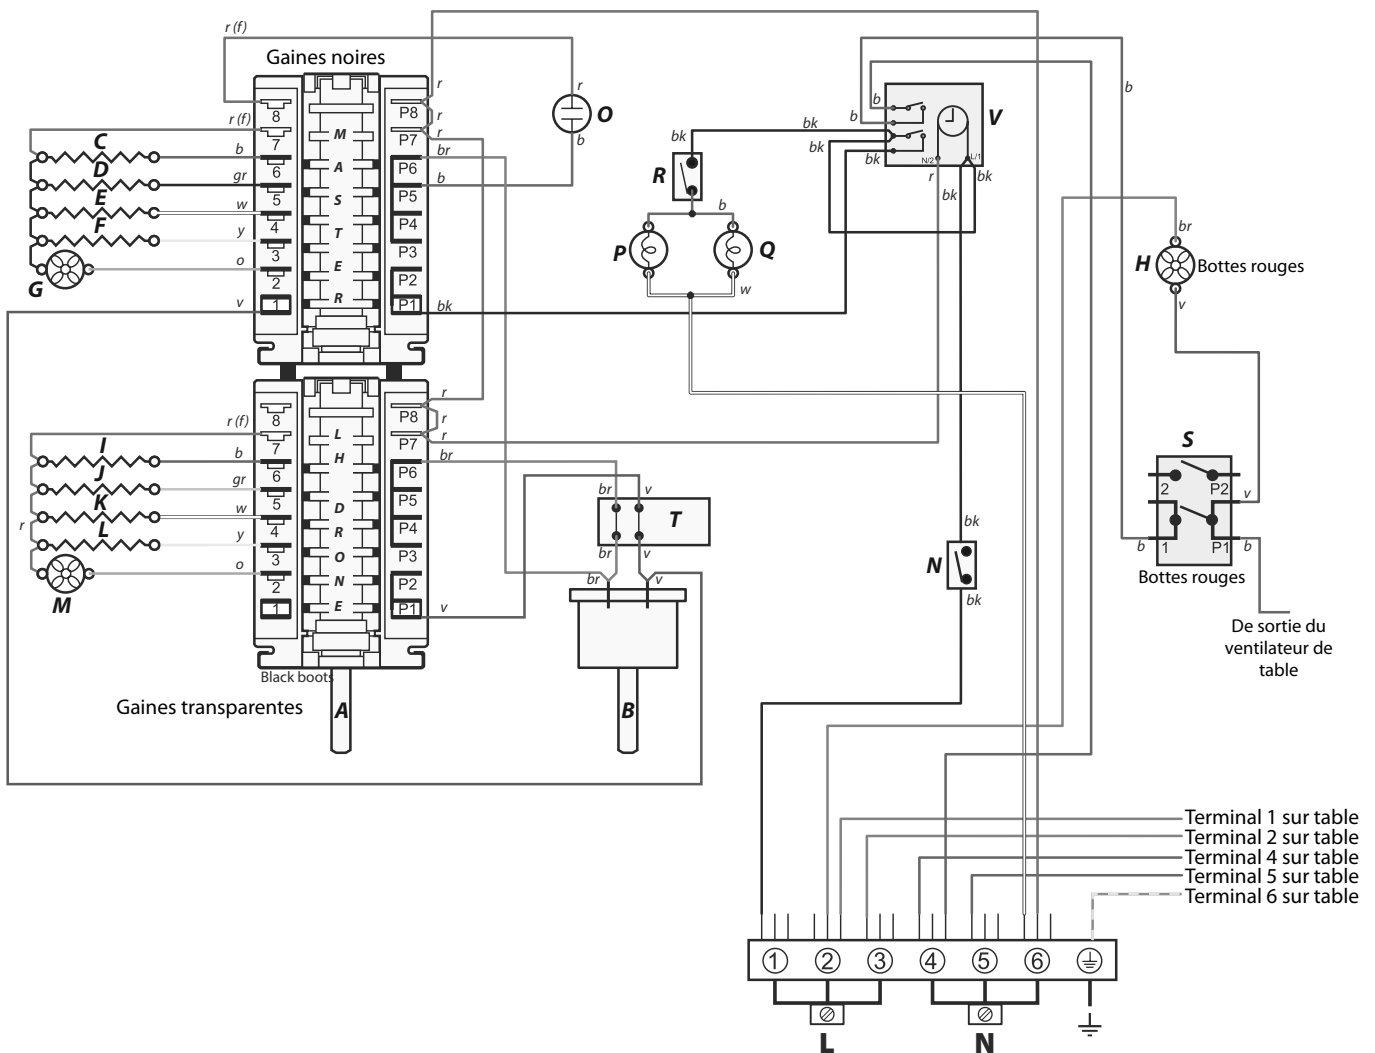 r (f)
Gaines noires
r
r
O
b
8
P8
r
r (f)
M
r
7
P7
r
C
b
6
A
P6
br
D
gr
5
S
P5
b
E
w
4
T
P4
F
y
3
E
P3
G
o
2
R
P2
v
1
P1
bk
bk
bk
bk
bk
R
P
Q
b
w
b
b
V
N/2
L/1
r
bk
bk
b
br
H
Bottes rouges
v
8
P8
r
r (f)
L
r
7
P7
r
I
b
H
6
P6
br
J
gr
5
D
P5
K
w
4
R
P4
r
L
y
3
O
P3
M
o
2
N
P2
1
E
P1
v
br
v
T
br
v
br
v
B
A
Black boots
Gaines transparentes
bk
N
bk
S
2
P2
v
b
1
P1
b
Bottes rouges
De sortie du
ventilateur de
table
Terminal 1 sur table
Terminal 2 sur table
Terminal 4 sur table
Terminal 5 sur table
Terminal 6 sur table
1
2
3
4
5
6
L
N